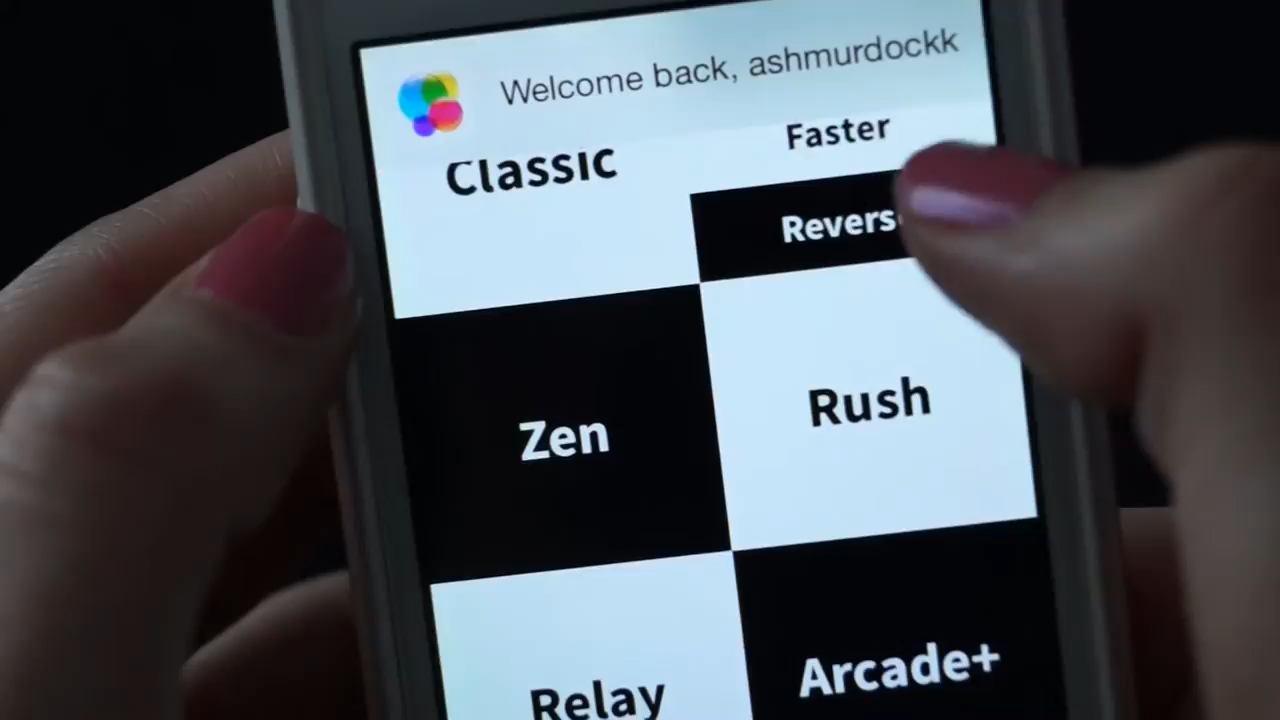 Welcome back, ashmurdockk
Classic
Faster
Revers
Zen
Rush
Relay
Arcade+